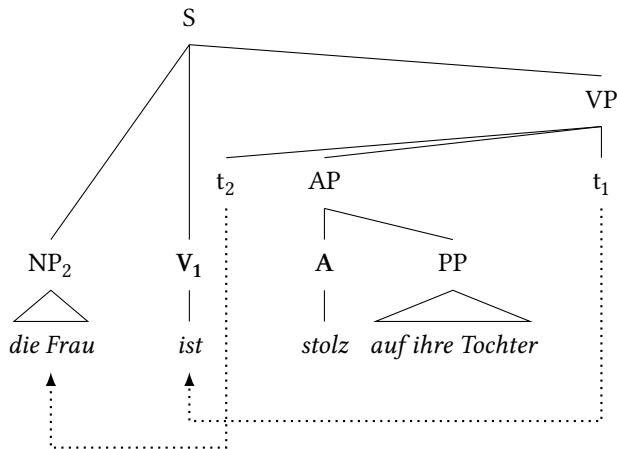 S
VP
t₂ AP t₁
NP₂ V₁ A PP
die Frau ist stolz auf ihre Tochter